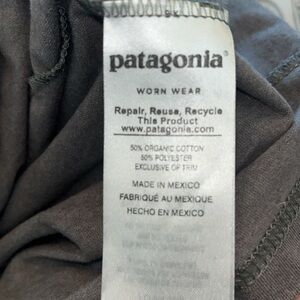 patagonia®
WORN WEAR
Repair, Reuse, Recycle
This Product
www.patagonia.com
50% ORGANIC COTTON
50% POLYESTER
EXCLUSIVE OF TRIM
MADE IN MEXICO
FABRIQUÉ AU MEXIQUE
HECHO EN MEXICO